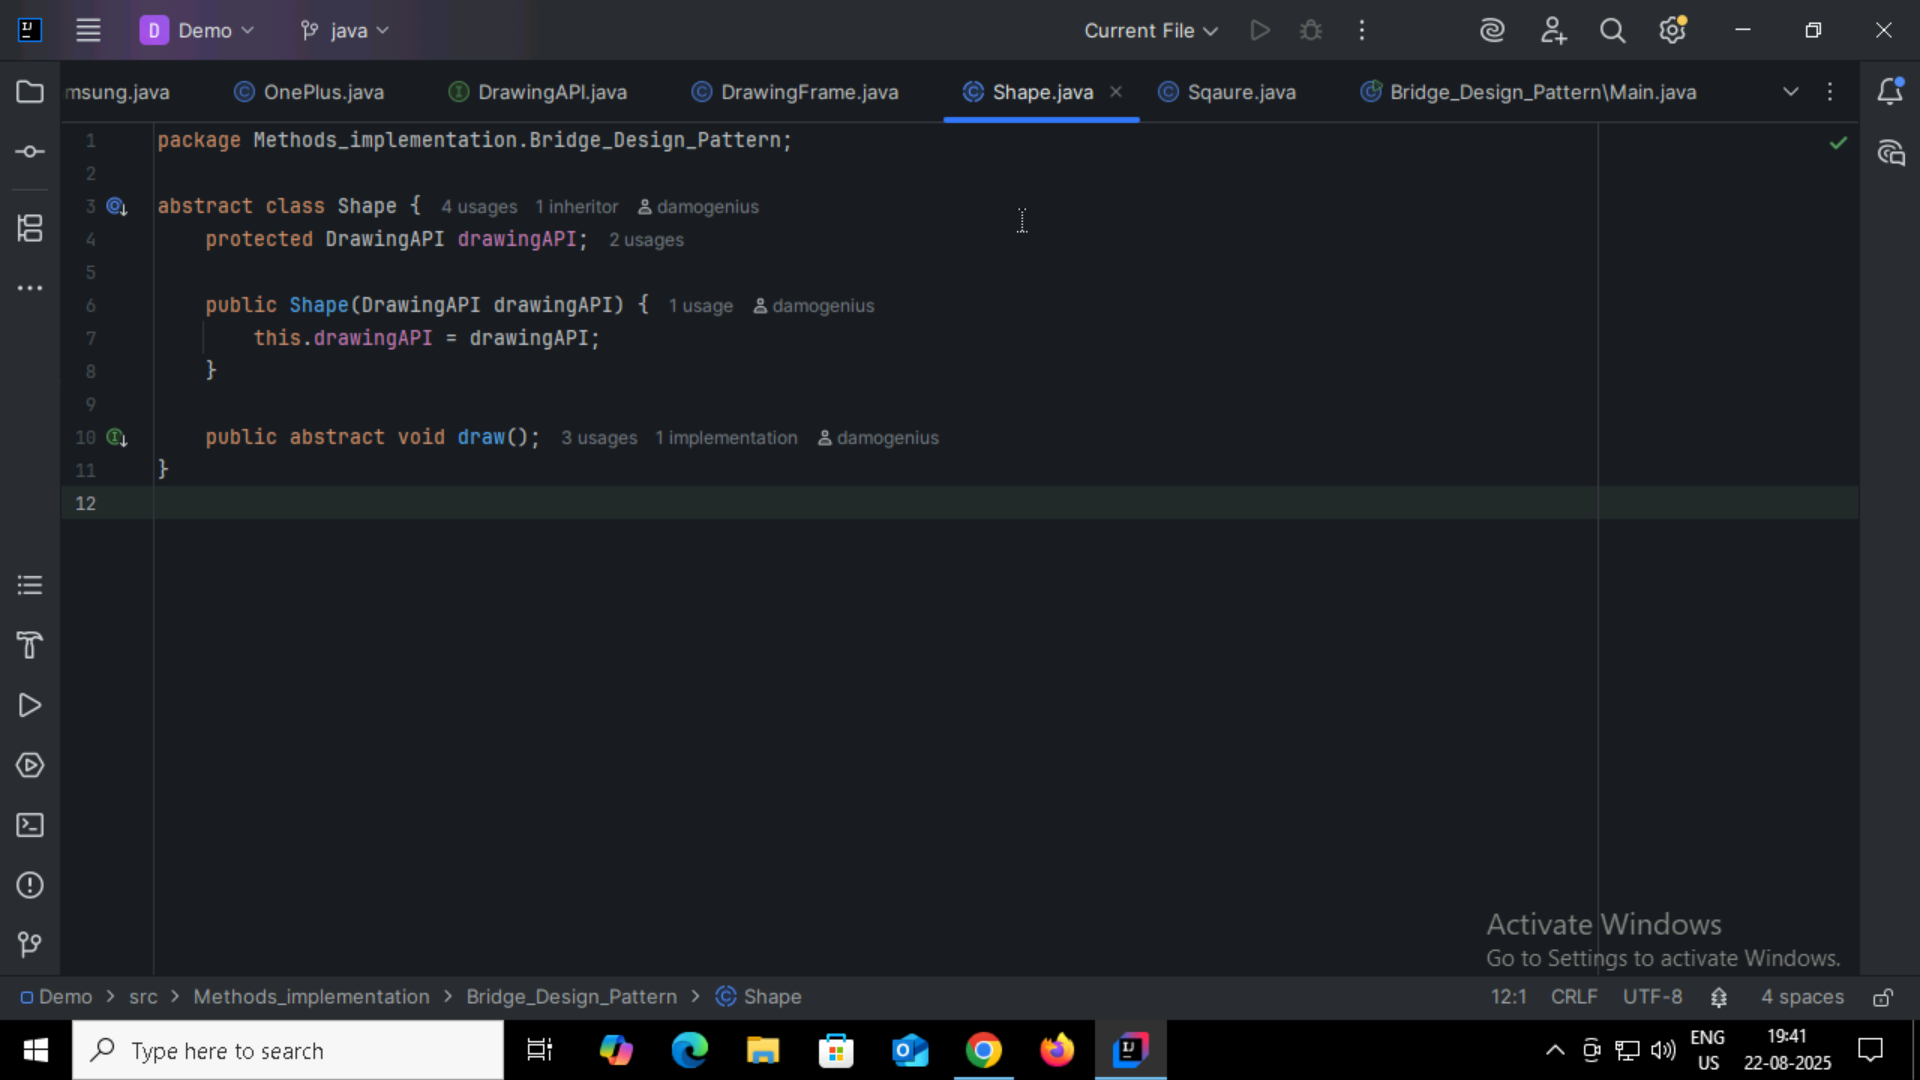 D Demo java Current File
msung.java OnePlus.java DrawingAPI.java DrawingFrame.java Shape.java Sqaure.java Bridge_Design_Pattern\Main.java
1 package Methods_implementation.Bridge_Design_Pattern;
2
3 abstract class Shape { 4 usages 1 inheritor damogenius
4 protected DrawingAPI drawingAPI; 2 usages
5
6 public Shape(DrawingAPI drawingAPI) { 1 usage damogenius
7 this.drawingAPI = drawingAPI;
8 }
9
10 public abstract void draw(); 3 usages 1 implementation damogenius
11 }
12
Activate Windows
Go to Settings to activate Windows.
Demo > src > Methods_implementation > Bridge_Design_Pattern > Shape 12:1 CRLF UTF-8 4 spaces
Type here to search
ENG
US
19:41
22-08-2025